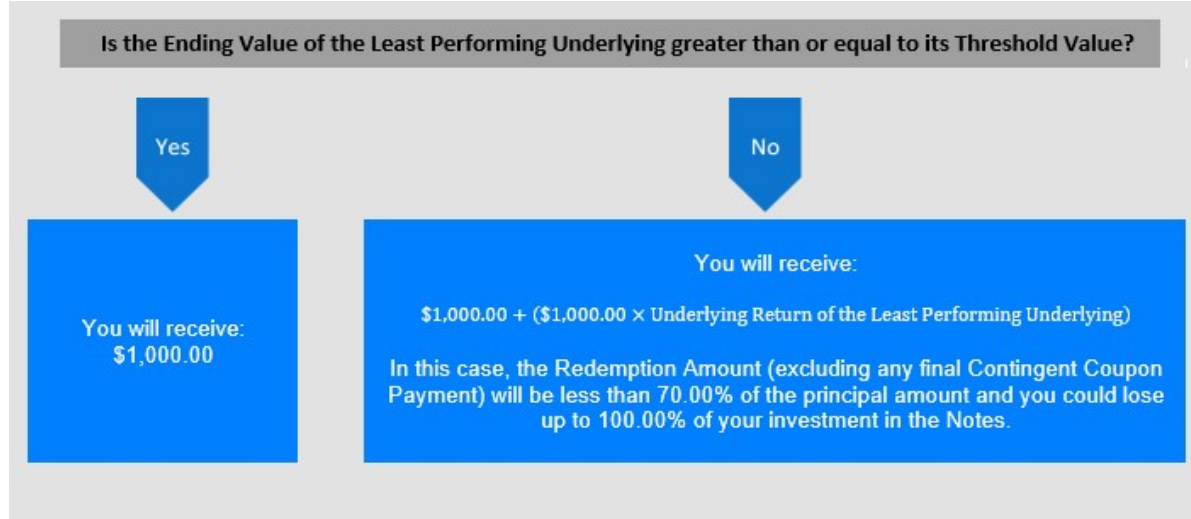 Is the Ending Value of the Least Performing Underlying greater than or equal to its Threshold Value?
Yes
No
You will receive:
$1,000.00
You will receive:
$1,000.00 + ($1,000.00 × Underlying Return of the Least Performing Underlying)
In this case, the Redemption Amount (excluding any final Contingent Coupon
Payment) will be less than 70.00% of the principal amount and you could lose
up to 100.00% of your investment in the Notes.